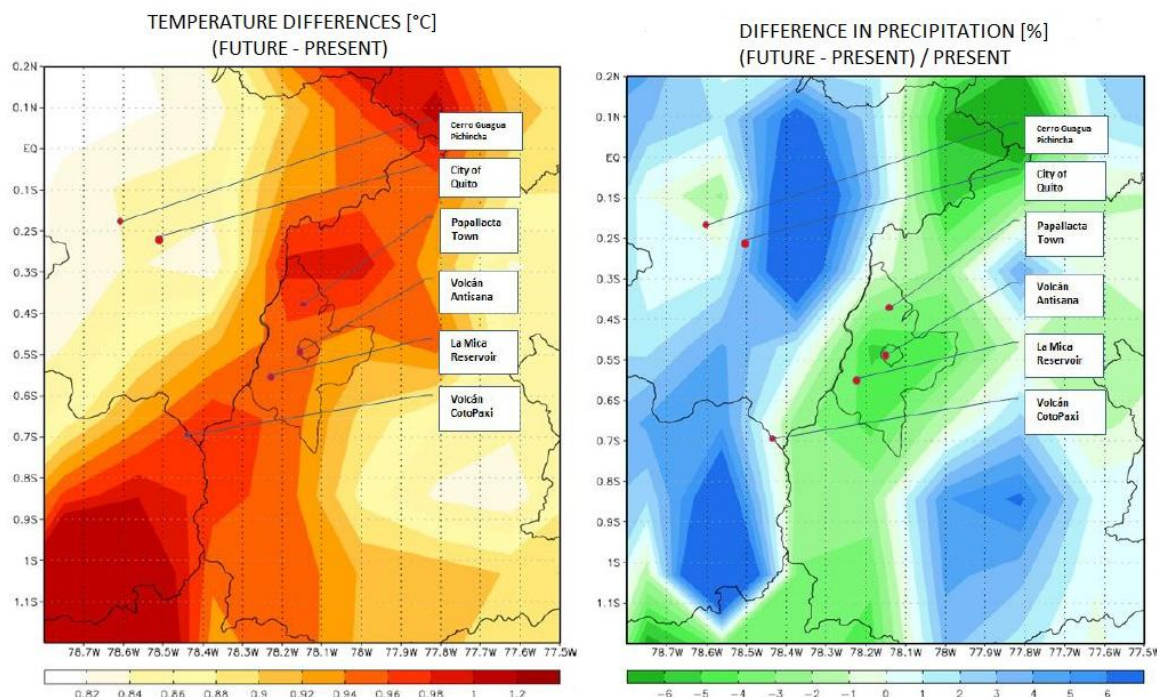 TEMPERATURE DIFFERENCES [°C]
(FUTURE - PRESENT)
0.2N
0.1N
EQ
0.1S
0.2S
0.3S
0.4S
0.5S
0.6S
0.7S
0.8S
0.9S
1S
1.1S
Cerro Guagua
Pichincha
City of
Quito
Papallacta
Town
Volcán
Antisana
La Mica
Reservoir
Volcán
CotoPaxi
78.7W 78.6W 78.5W 78.4W 78.3W 78.2W 78.1W 78W 77.9W 77.8W 77.7W 77.6W 77.5W
0.82 0.84 0.86 0.88 0.9 0.92 0.94 0.96 0.98 1 1.2
DIFFERENCE IN PRECIPITATION [%]
(FUTURE - PRESENT) / PRESENT
0.2N
0.1N
EQ
0.1S
0.2S
0.3S
0.4S
0.5S
0.6S
0.7S
0.8S
0.9S
1S
1.1S
Cerro Guagua
Pichincha
City of
Quito
Papallacta
Town
Volcán
Antisana
La Mica
Reservoir
Volcán
CotoPaxi
78.7W 78.6W 78.5W 78.4W 78.3W 78.2W 78.1W 78W 77.9W 77.8W 77.7W 77.6W 77.5W
−6 −5 −4 −3 −2 −1 0 1 2 3 4 5 6